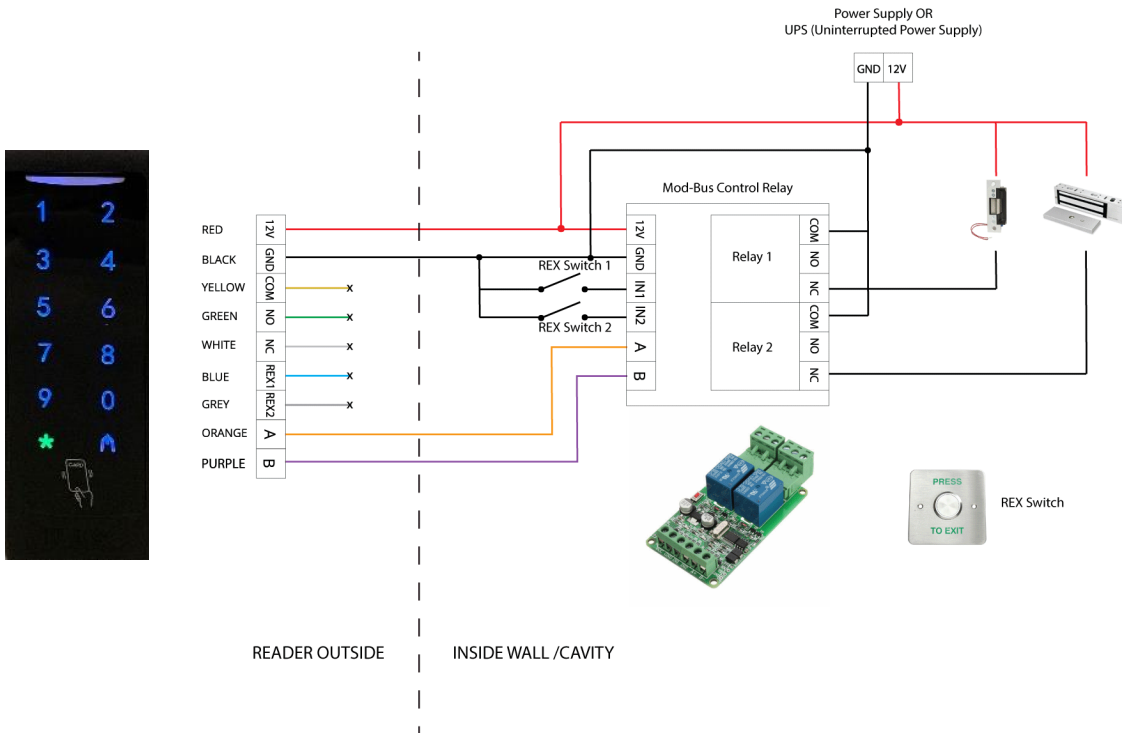 Power Supply OR
UPS (Uninterrupted Power Supply)
GND 12V
Mod-Bus Control Relay
1 2
3 4
5 6
7 8
9 0
*
CARD
RED
BLACK
YELLOW
GREEN
WHITE
BLUE
GREY
ORANGE
PURPLE
12V
GND
COM
NO
NC
REX1
REX2
A
B
x
x
x
x
x
REX Switch 1
REX Switch 2
12V
GND
IN1
IN2
A
B
Relay 1
Relay 2
COM
NO
NC
COM
NO
NC
PRESS
TO EXIT
REX Switch
READER OUTSIDE
INSIDE WALL /CAVITY